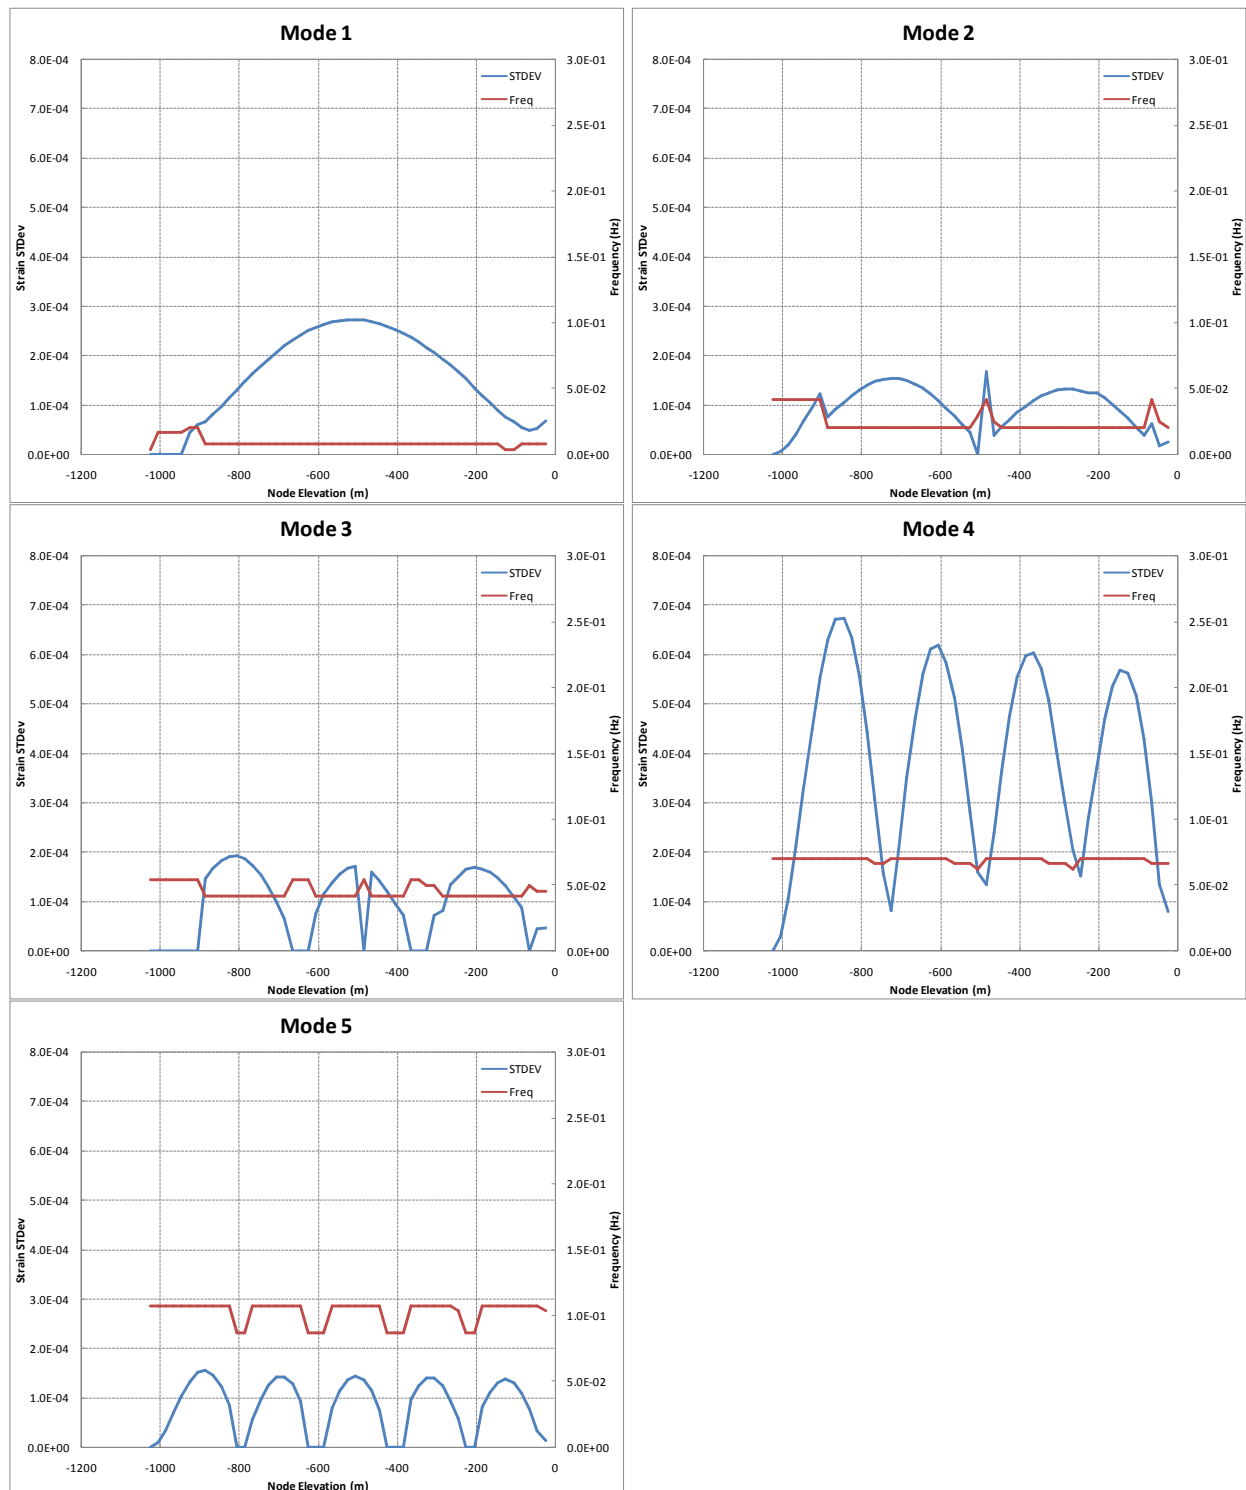 Mode 1
8.0E-04
7.0E-04
6.0E-04
5.0E-04
4.0E-04
3.0E-04
2.0E-04
1.0E-04
0.0E+00
Strain STDev
3.0E-01
2.5E-01
2.0E-01
1.5E-01
1.0E-01
5.0E-02
0.0E+00
Frequency (Hz)
STDEV
Freq
-1200 -1000 -800 -600 -400 -200 0
Node Elevation (m)
Mode 2
8.0E-04
7.0E-04
6.0E-04
5.0E-04
4.0E-04
3.0E-04
2.0E-04
1.0E-04
0.0E+00
Strain STDev
3.0E-01
2.5E-01
2.0E-01
1.5E-01
1.0E-01
5.0E-02
0.0E+00
Frequency (Hz)
STDEV
Freq
-1200 -1000 -800 -600 -400 -200 0
Node Elevation (m)
Mode 3
8.0E-04
7.0E-04
6.0E-04
5.0E-04
4.0E-04
3.0E-04
2.0E-04
1.0E-04
0.0E+00
Strain STDev
3.0E-01
2.5E-01
2.0E-01
1.5E-01
1.0E-01
5.0E-02
0.0E+00
Frequency (Hz)
STDEV
Freq
-1200 -1000 -800 -600 -400 -200 0
Node Elevation (m)
Mode 4
8.0E-04
7.0E-04
6.0E-04
5.0E-04
4.0E-04
3.0E-04
2.0E-04
1.0E-04
0.0E+00
Strain STDev
3.0E-01
2.5E-01
2.0E-01
1.5E-01
1.0E-01
5.0E-02
0.0E+00
Frequency (Hz)
STDEV
Freq
-1200 -1000 -800 -600 -400 -200 0
Node Elevation (m)
Mode 5
8.0E-04
7.0E-04
6.0E-04
5.0E-04
4.0E-04
3.0E-04
2.0E-04
1.0E-04
0.0E+00
Strain STDev
3.0E-01
2.5E-01
2.0E-01
1.5E-01
1.0E-01
5.0E-02
0.0E+00
Frequency (Hz)
STDEV
Freq
-1200 -1000 -800 -600 -400 -200 0
Node Elevation (m)